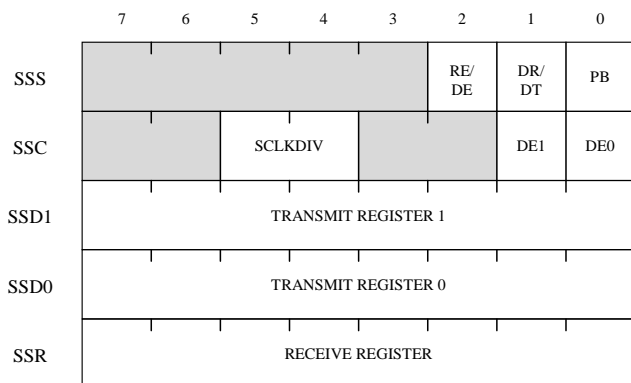 7 6 5 4 3 2 1 0
SSS RE/ DR/ PB
DE DT
SSC SCLKDIV DE1 DE0
SSD1 TRANSMIT REGISTER 1
SSD0 TRANSMIT REGISTER 0
SSR RECEIVE REGISTER